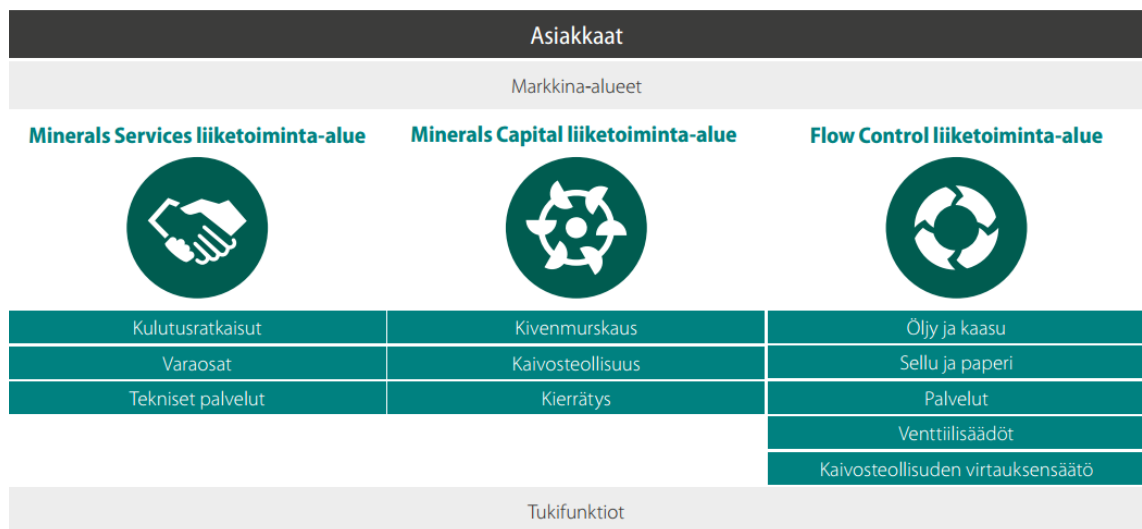 Asiakkaat
Markkina-alueet
Minerals Services liiketoiminta-alue
Minerals Capital liiketoiminta-alue
Flow Control liiketoiminta-alue
Kulutusratkaisut
Kivenmurskaus
Öljy ja kaasu
Varaosat
Kaivosteollisuus
Sellu ja paperi
Tekniset palvelut
Kierrätys
Palvelut
Venttiilisäädöt
Kaivosteollisuden virtauksensäätö
Tukifunktiot